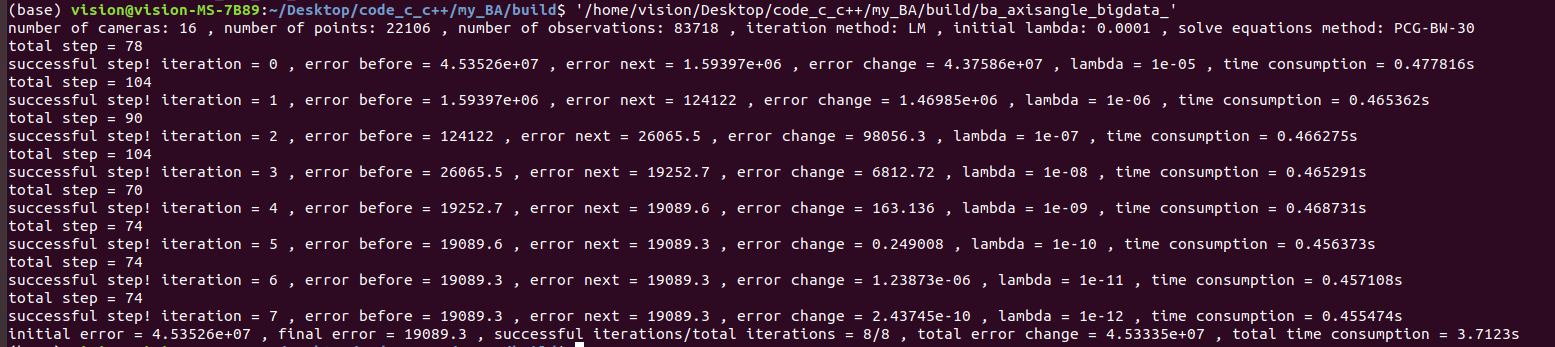 (base) vision@vision-MS-7B89:~/Desktop/code_c_c++/my_BA/build$ '/home/vision/Desktop/code_c_c++/my_BA/build/ba_axisangle_bigdata_'
number of cameras: 16 , number of points: 22106 , number of observations: 83718 , iteration method: LM , initial lambda: 0.0001 , solve equations method: PCG-BW-30
total step = 78
successful step! iteration = 0 , error before = 4.53526e+07 , error next = 1.59397e+06 , error change = 4.37586e+07 , lambda = 1e-05 , time consumption = 0.477816s
total step = 104
successful step! iteration = 1 , error before = 1.59397e+06 , error next = 124122 , error change = 1.46985e+06 , lambda = 1e-06 , time consumption = 0.465362s
total step = 90
successful step! iteration = 2 , error before = 124122 , error next = 26065.5 , error change = 98056.3 , lambda = 1e-07 , time consumption = 0.466275s
total step = 104
successful step! iteration = 3 , error before = 26065.5 , error next = 19252.7 , error change = 6812.72 , lambda = 1e-08 , time consumption = 0.465291s
total step = 70
successful step! iteration = 4 , error before = 19252.7 , error next = 19089.6 , error change = 163.136 , lambda = 1e-09 , time consumption = 0.468731s
total step = 74
successful step! iteration = 5 , error before = 19089.6 , error next = 19089.3 , error change = 0.249008 , lambda = 1e-10 , time consumption = 0.456373s
total step = 74
successful step! iteration = 6 , error before = 19089.3 , error next = 19089.3 , error change = 1.23873e-06 , lambda = 1e-11 , time consumption = 0.457108s
total step = 74
successful step! iteration = 7 , error before = 19089.3 , error next = 19089.3 , error change = 2.43745e-10 , lambda = 1e-12 , time consumption = 0.455474s
initial error = 4.53526e+07 , final error = 19089.3 , successful iterations/total iterations = 8/8 , total error change = 4.53335e+07 , total time consumption = 3.7123s